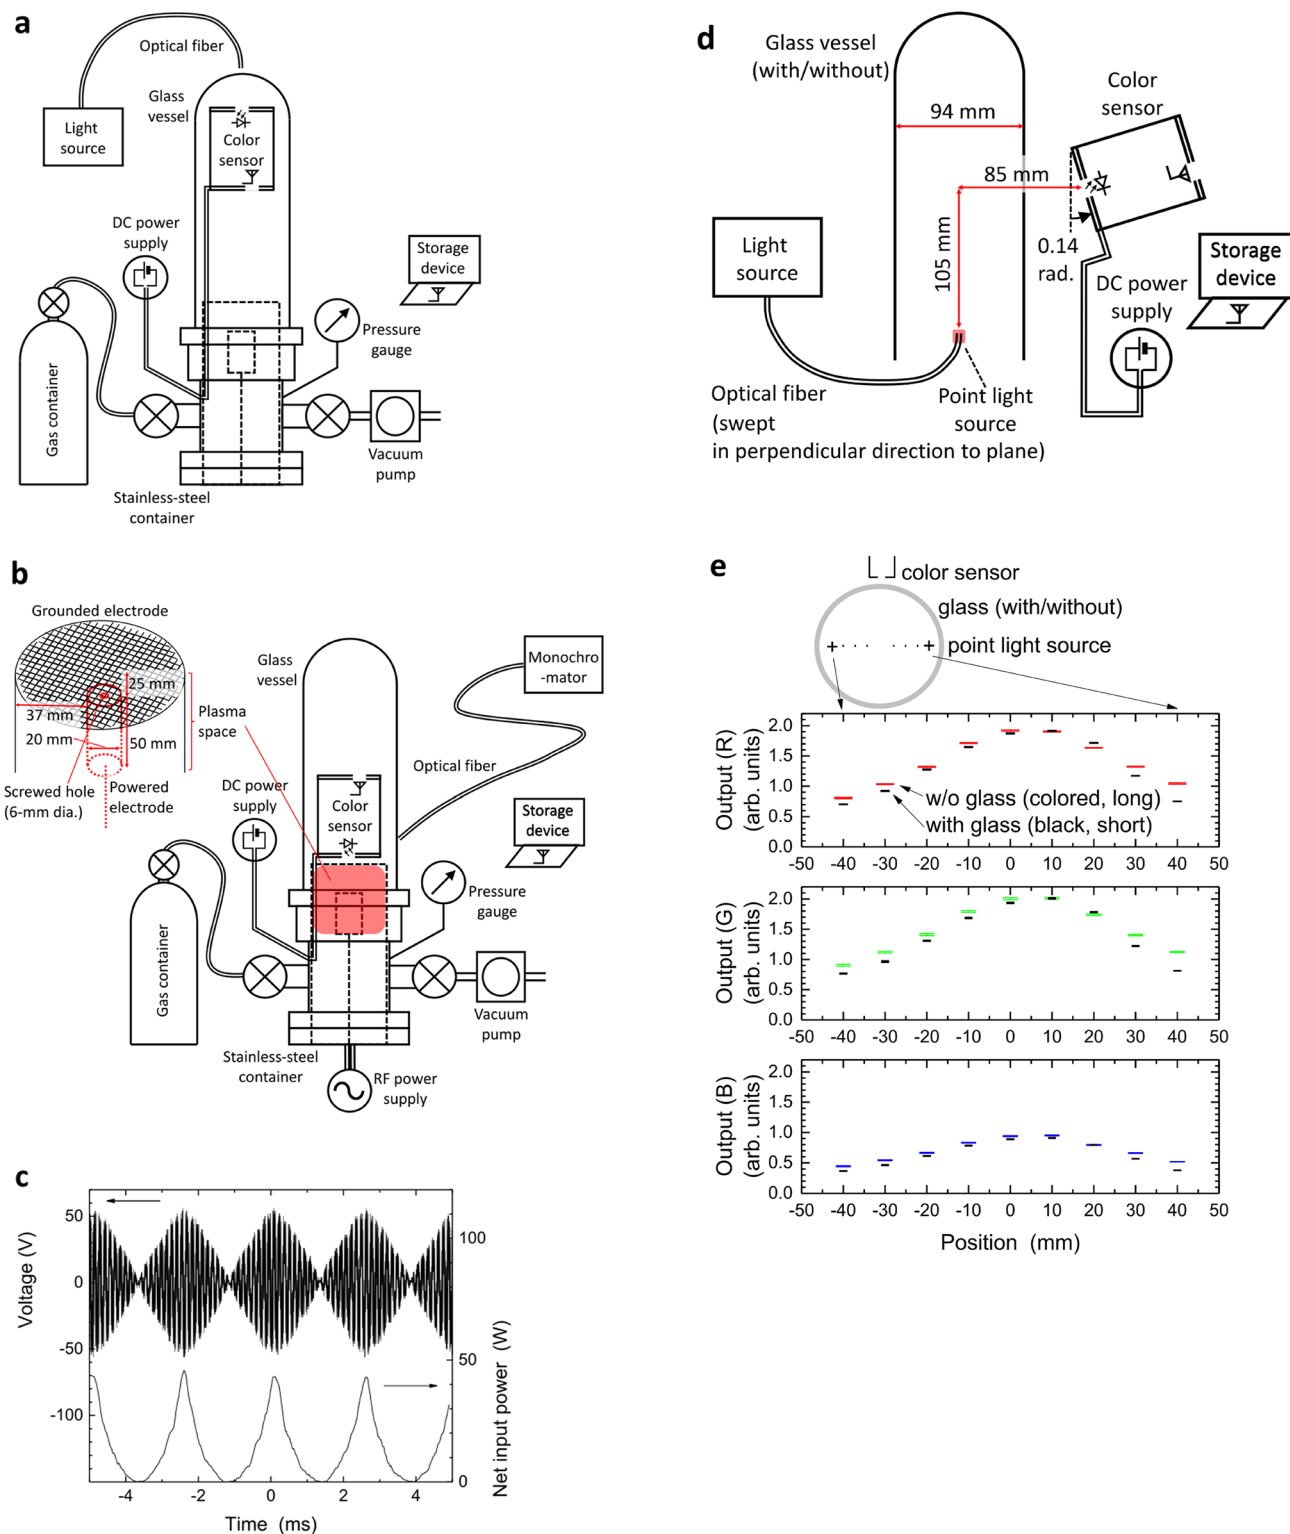 a
Optical fiber
Glass
vessel
Light
source
Color
sensor
DC power
supply
Storage
device
Pressure
gauge
Gas container
Vacuum
pump
Stainless-steel
container
b
Grounded electrode
25 mm
37 mm
20 mm
50 mm
Plasma
space
Screwed hole
(6-mm dia.)
Powered
electrode
Glass
vessel
Monochro
-mator
Optical fiber
DC power
supply
Color
sensor
Storage
device
Pressure
gauge
Gas container
Vacuum
pump
Stainless-steel
container
RF power
supply
c
Voltage (V)
50
0
-50
-100
100
50
0
Net input power (W)
-4 -2 0 2 4
Time (ms)
d
Glass vessel
(with/without)
Color
sensor
94 mm
85 mm
105 mm
0.14
rad.
Light
source
Storage
device
DC power
supply
Optical fiber
(swept
in perpendicular direction to plane)
Point light
source
e
color sensor
glass (with/without)
point light source
Output (R)
(arb. units)
2.0
1.5
1.0
0.5
0.0
w/o glass (colored, long)
with glass (black, short)
-50 -40 -30 -20 -10 0 10 20 30 40 50
Output (G)
(arb. units)
2.0
1.5
1.0
0.5
0.0
-50 -40 -30 -20 -10 0 10 20 30 40 50
Output (B)
(arb. units)
2.0
1.5
1.0
0.5
0.0
-50 -40 -30 -20 -10 0 10 20 30 40 50
Position (mm)